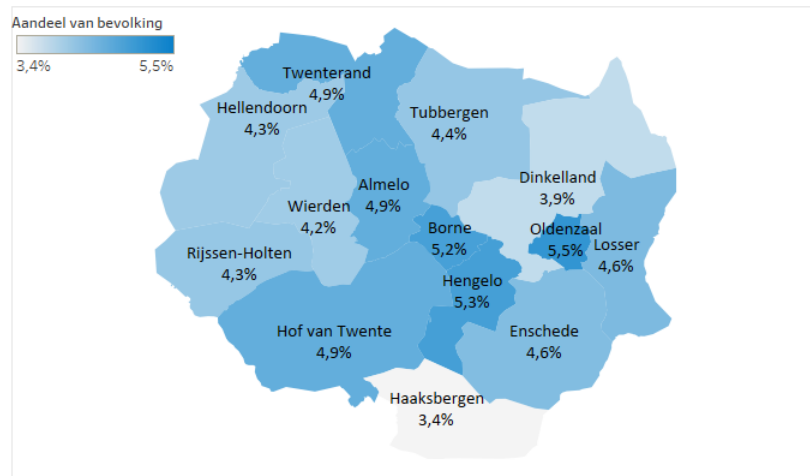 Aandeel van bevolking
3,4% 5,5%
Twenterand
4,9%
Hellendoorn
4,3%
Tubbergen
4,4%
Dinkelland
3,9%
Almelo
4,9%
Wierden
4,2%
Borne
5,2%
Oldenzaal
5,5%
Losser
4,6%
Rijssen-Holten
4,3%
Hengelo
5,3%
Hof van Twente
4,9%
Enschede
4,6%
Haaksbergen
3,4%